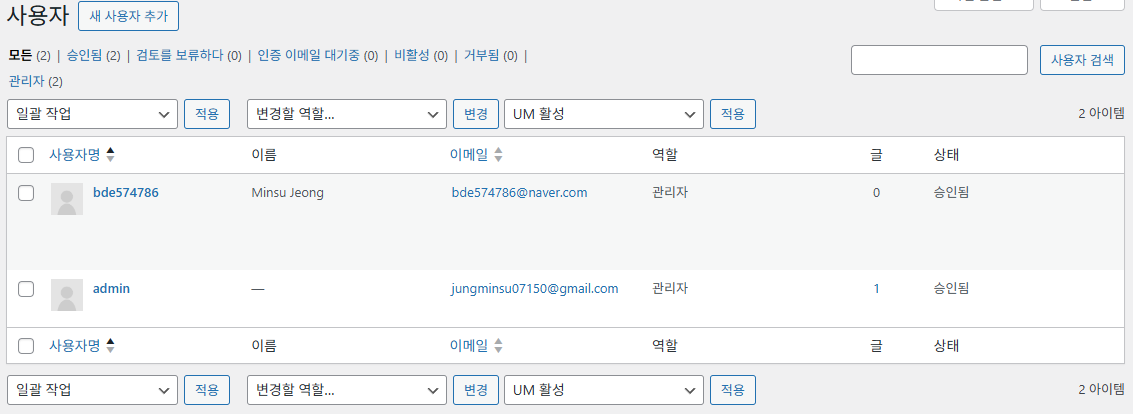 사용자 새 사용자 추가
모든 (2) | 승인됨 (2) | 검토를 보류하다 (0) | 인증 이메일 대기중 (0) | 비활성 (0) | 거부됨 (0) |
관리자 (2)
사용자 검색
일괄 작업 적용 변경할 역할... 변경 UM 활성 적용 2 아이템
사용자명 이름 이메일 역할 글 상태
bde574786 Minsu Jeong bde574786@naver.com 관리자 0 승인됨
admin — jungminsu07150@gmail.com 관리자 1 승인됨
사용자명 이름 이메일 역할 글 상태
일괄 작업 적용 변경할 역할... 변경 UM 활성 적용 2 아이템